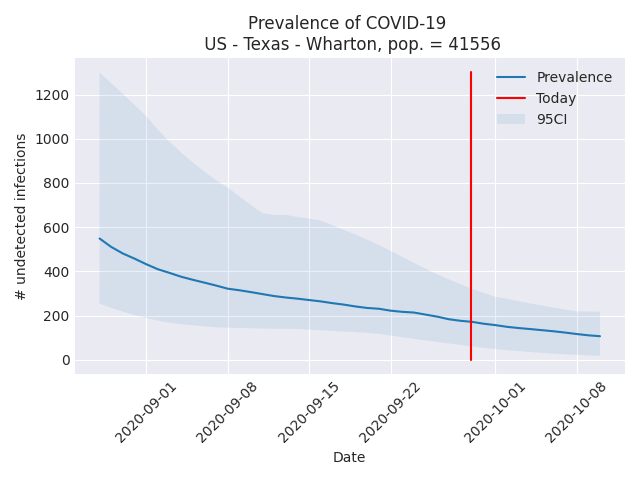 Prevalence of COVID-19
US - Texas - Wharton, pop. = 41556
Prevalence
Today
95CI
# undetected infections
1200
1000
800
600
400
200
0
2020-09-01
2020-09-08
2020-09-15
2020-09-22
2020-10-01
2020-10-08
Date